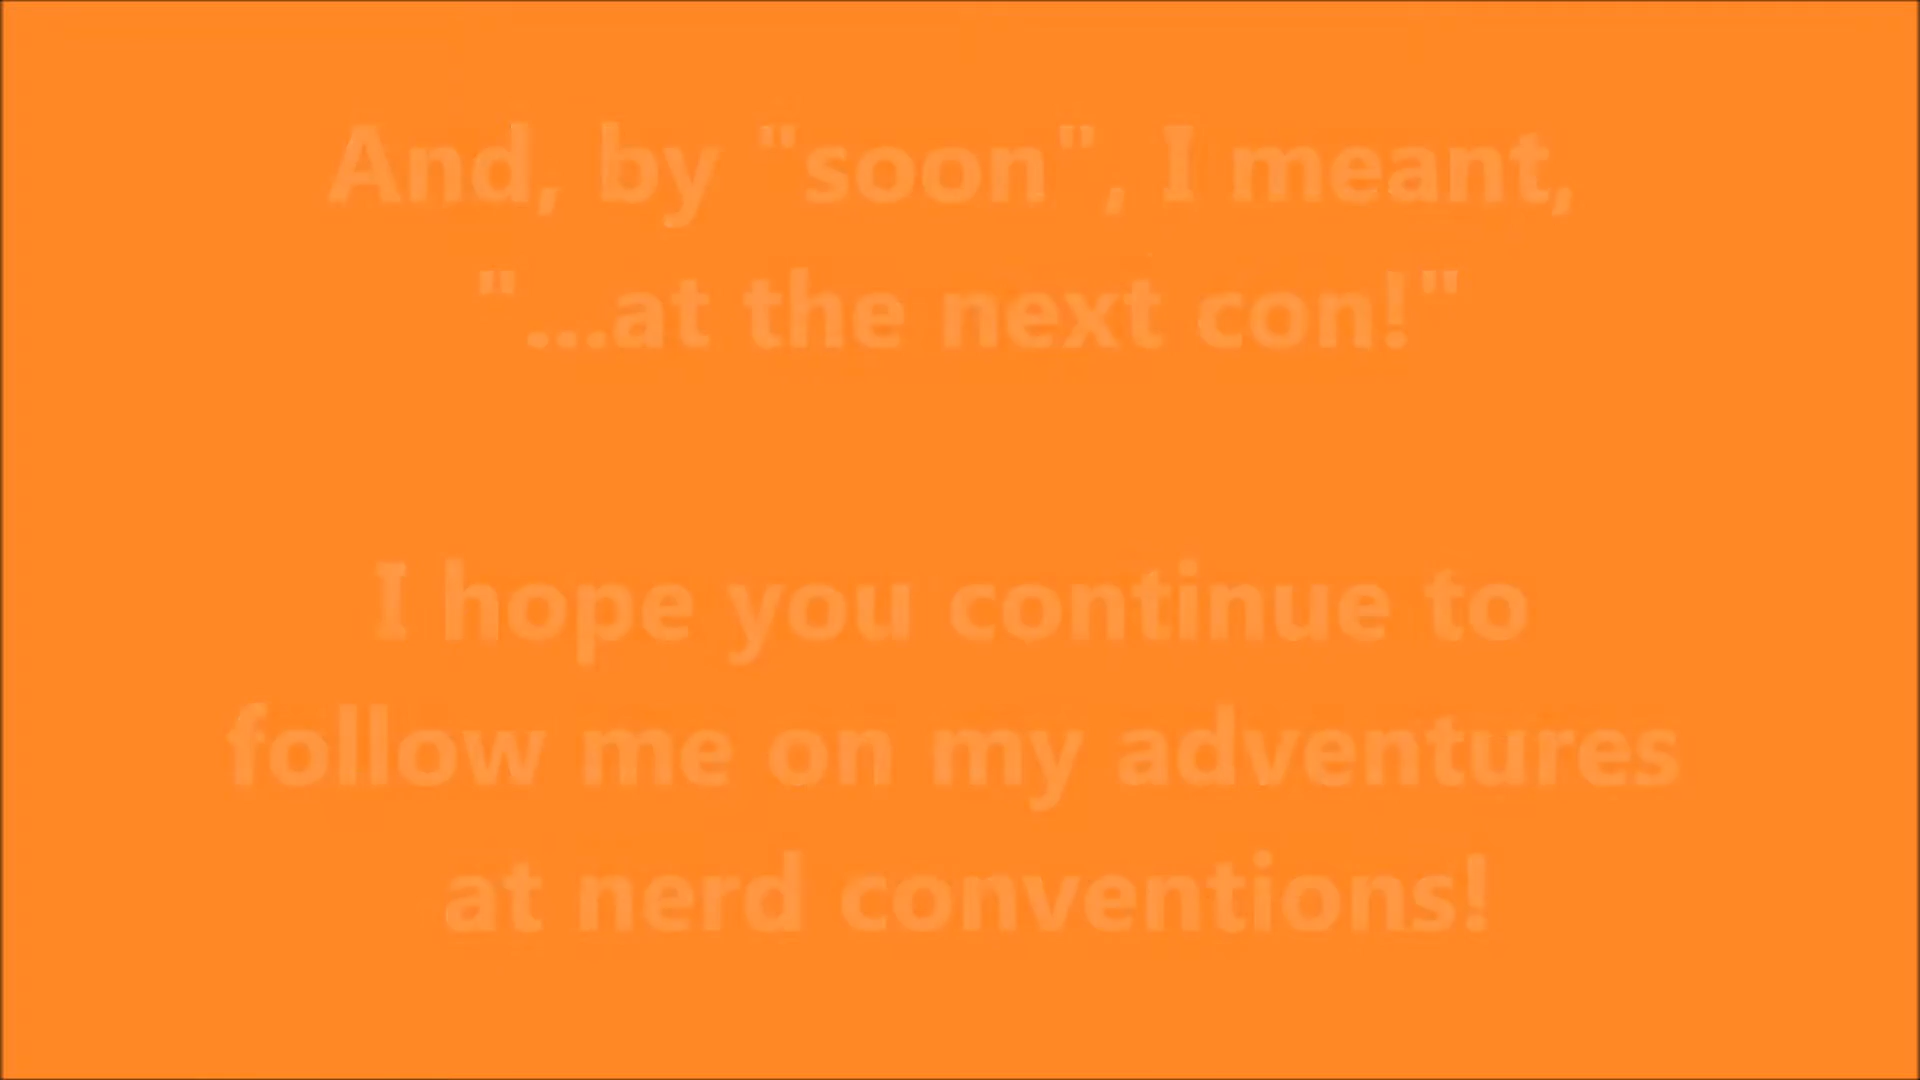 And, by "soon", I meant,
"...at the next con!"
I hope you continue to
follow me on my adventures
at nerd conventions!